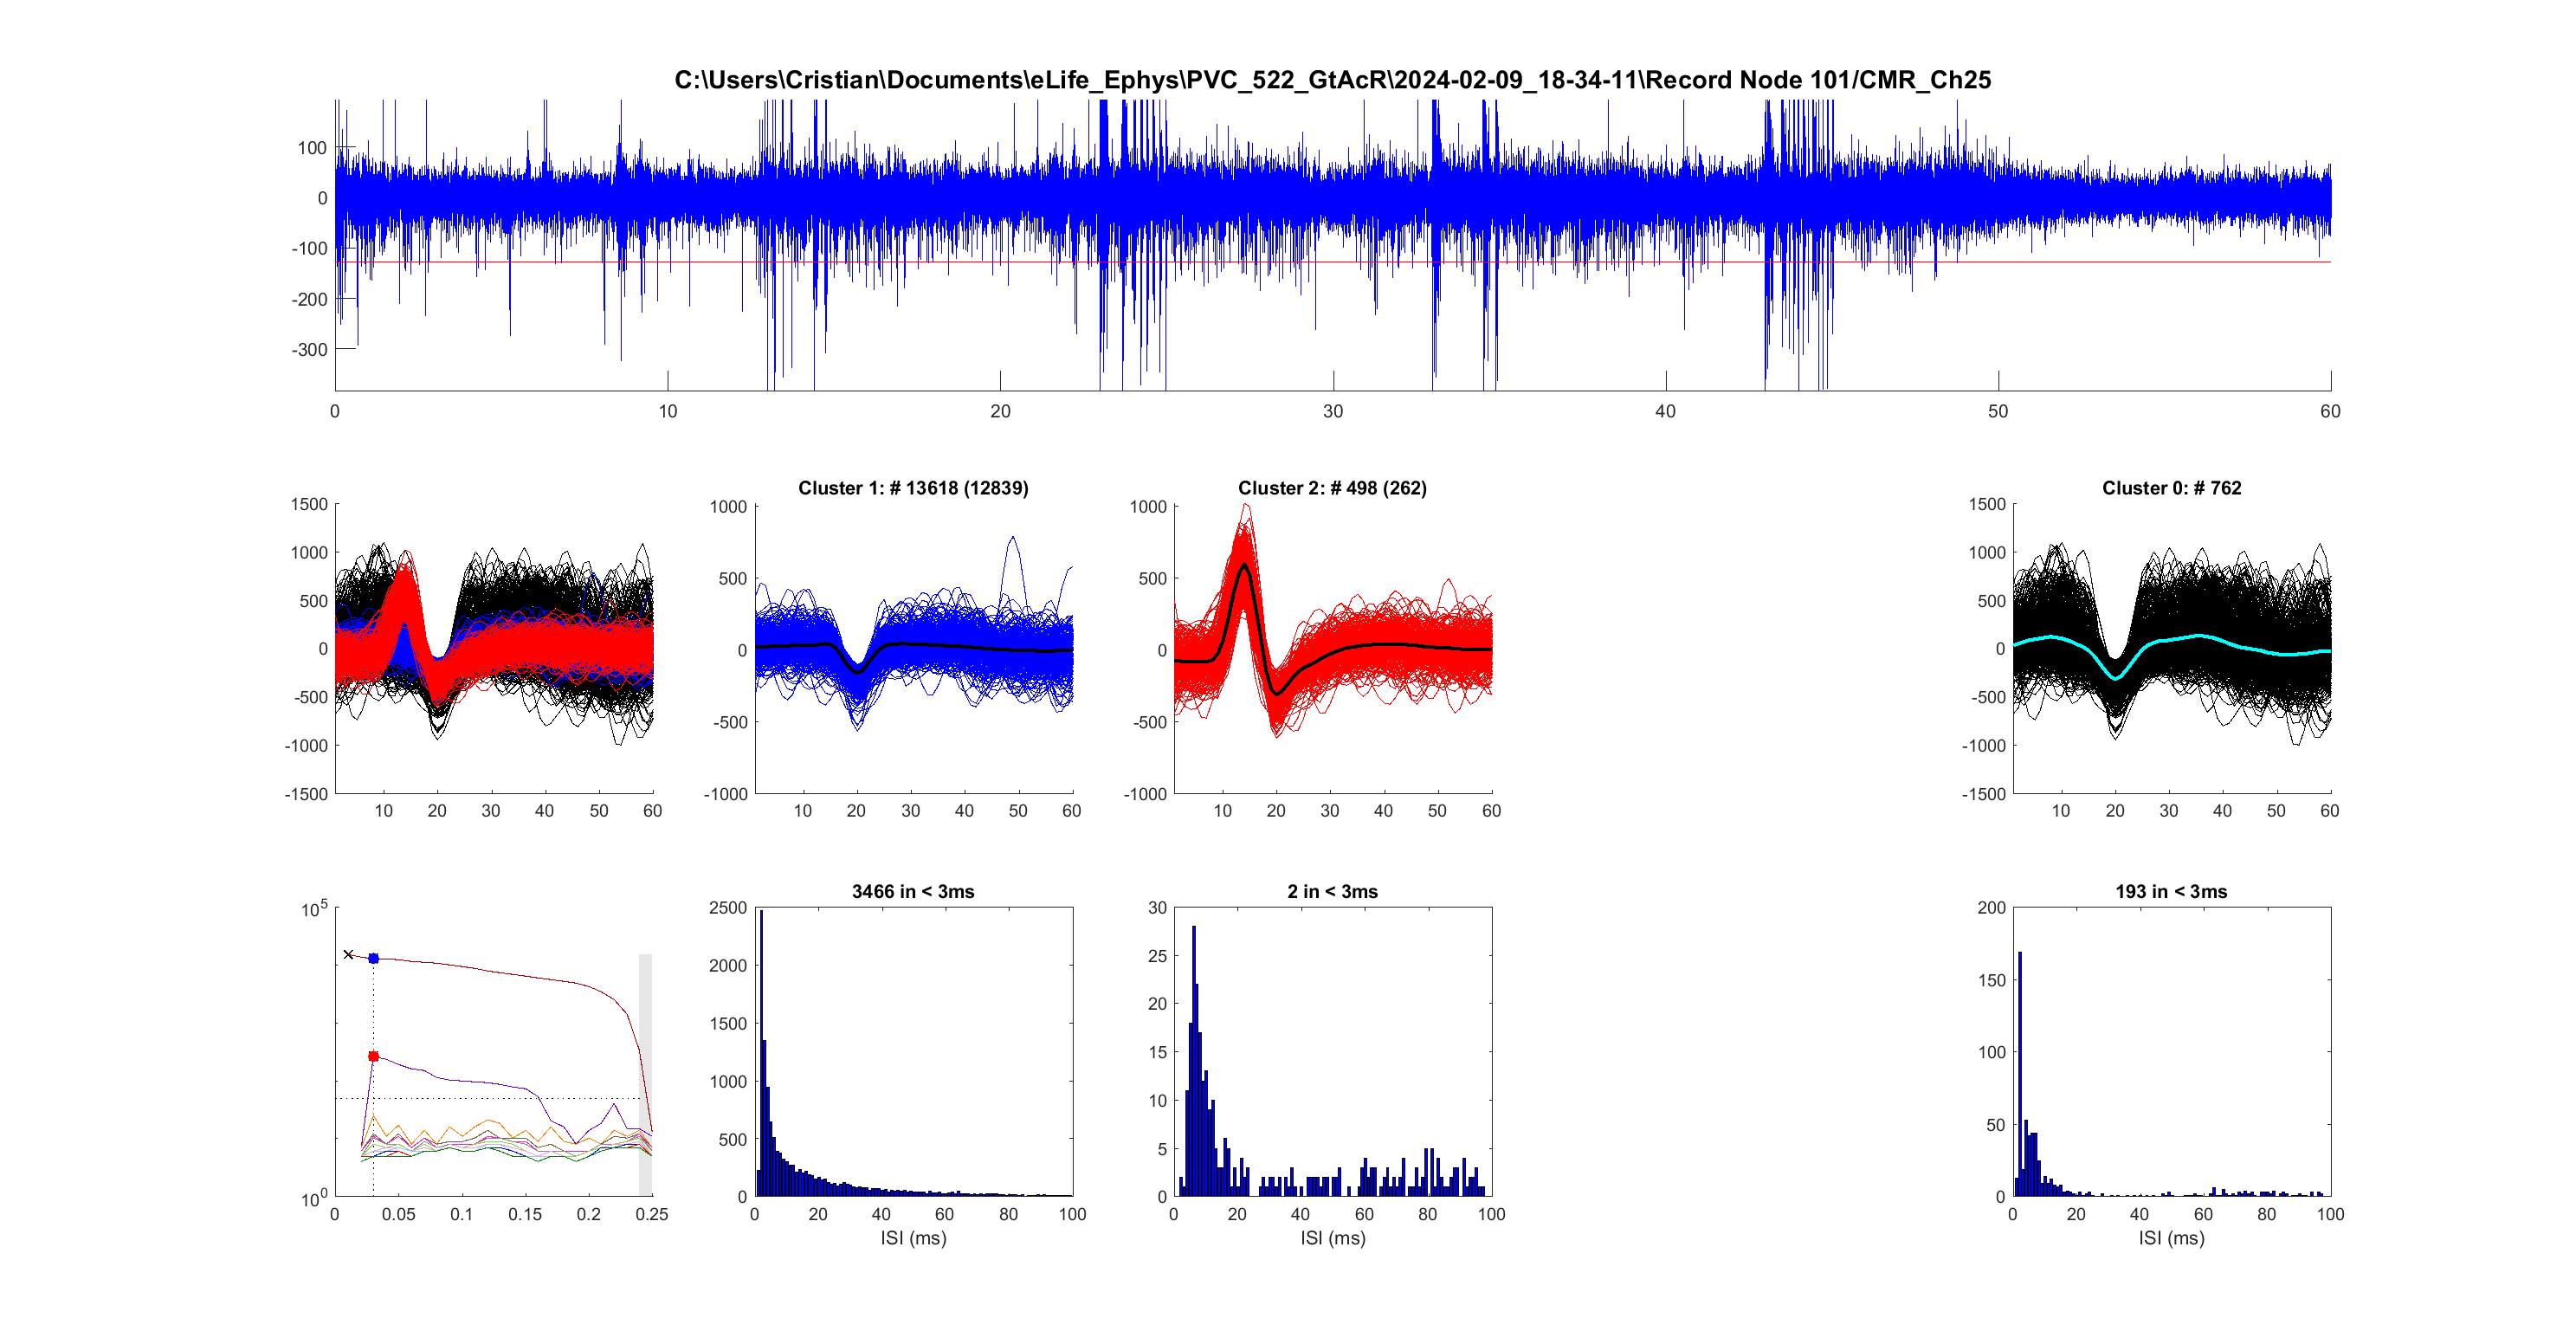 C:\Users\Cristian\Documents\eLife_Ephys\PVC_522_GtAcR\2024-02-09_18-34-11\Record Node 101/CMR_Ch25
100
0
-100
-200
-300
0 10 20 30 40 50 60
Cluster 1: # 13618 (12839)
Cluster 2: # 498 (262)
Cluster 0: # 762
1500
1000
500
0
-500
-1000
-1500
10 20 30 40 50 60
1000
500
0
-500
-1000
10 20 30 40 50 60
1000
500
0
-500
-1000
10 20 30 40 50 60
1500
1000
500
0
-500
-1000
-1500
10 20 30 40 50 60
3466 in < 3ms
2 in < 3ms
193 in < 3ms
10^5
10^0
0 0.05 0.1 0.15 0.2 0.25
2500
2000
1500
1000
500
0
0 20 40 60 80 100
ISI (ms)
30
25
20
15
10
5
0
0 20 40 60 80 100
ISI (ms)
200
150
100
50
0
0 20 40 60 80 100
ISI (ms)